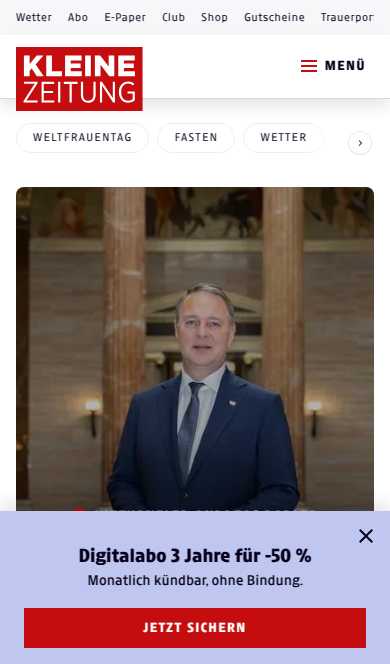 Wetter Abo E-Paper Club Shop Gutscheine
KLEINE
ZEITUNG
MENÜ
WELTFRAUENTAG FASTEN WETTER
Digitalabo 3 Jahre für -50 %
Monatlich kündbar, ohne Bindung.
JETZT SICHERN